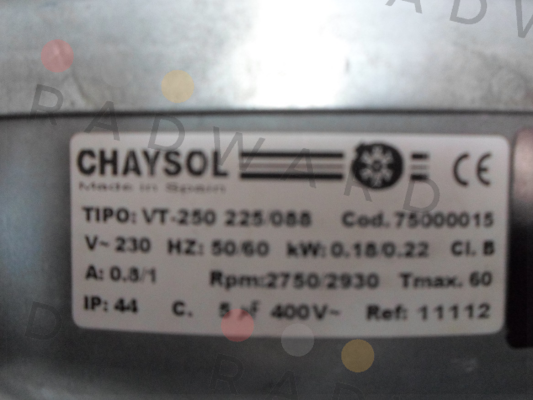 CHAYSOL CE
Made in Spain
TIPO: VT-250 225/088 Cod. 75000015
V~ 230 HZ: 50/60 kW: 0.18/0.22 Cl. B
A: 0.8/1 Rpm:2750/2930 Tmax. 60
IP: 44 C. 5 µF 400V~ Ref: 11112
RADWARD